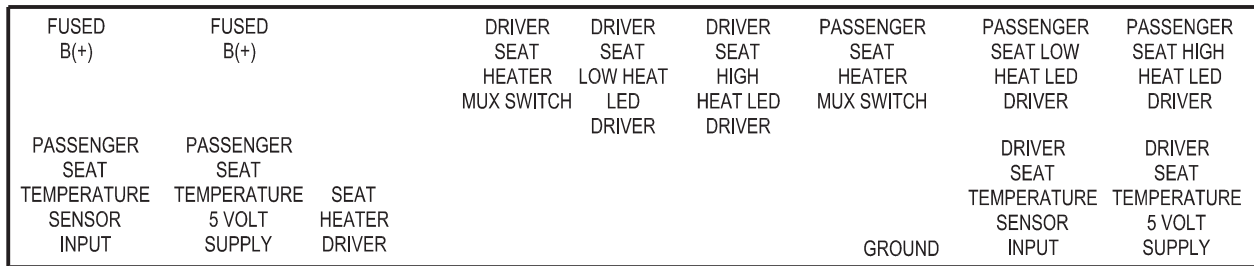 FUSED
B(+)
FUSED
B(+)
DRIVER
SEAT
HEATER
MUX SWITCH
DRIVER
SEAT
LOW HEAT
LED
DRIVER
DRIVER
SEAT
HIGH
HEAT LED
DRIVER
PASSENGER
SEAT
HEATER
MUX SWITCH
PASSENGER
SEAT LOW
HEAT LED
DRIVER
PASSENGER
SEAT HIGH
HEAT LED
DRIVER
PASSENGER
SEAT
TEMPERATURE
SENSOR
INPUT
PASSENGER
SEAT
TEMPERATURE
5 VOLT
SUPPLY
SEAT
HEATER
DRIVER
GROUND
DRIVER
SEAT
TEMPERATURE
SENSOR
INPUT
DRIVER
SEAT
TEMPERATURE
5 VOLT
SUPPLY